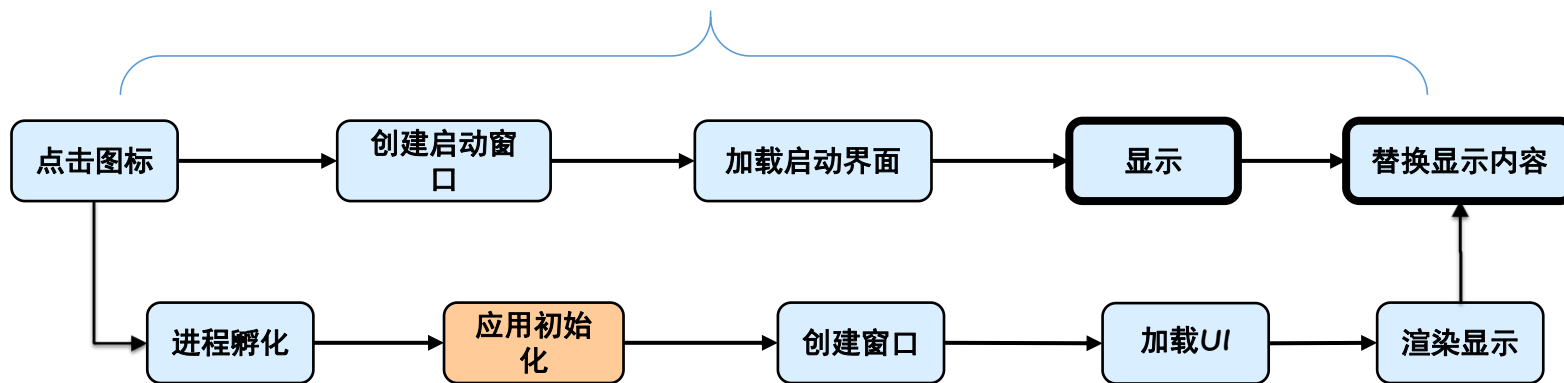 点击图标
创建启动窗
口
加载启动界面
显示
替换显示内容
进程孵化
应用初始
化
创建窗口
加载UI
渲染显示